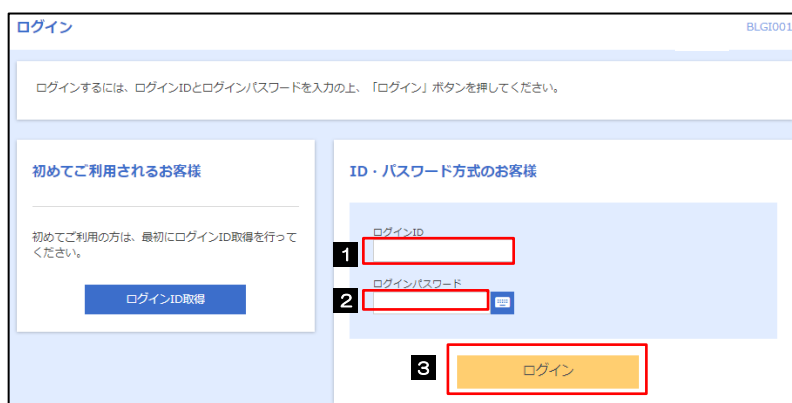 ログイン
BLGI001
ログインするには、ログインIDとログインパスワードを入力の上、「ログイン」ボタンを押してください。
初めてご利用されるお客様
初めてご利用の方は、最初にログインID取得を行って
ください。
ログインID取得
ID・パスワード方式のお客様
ログインID
1
ログインパスワード
2
3
ログイン